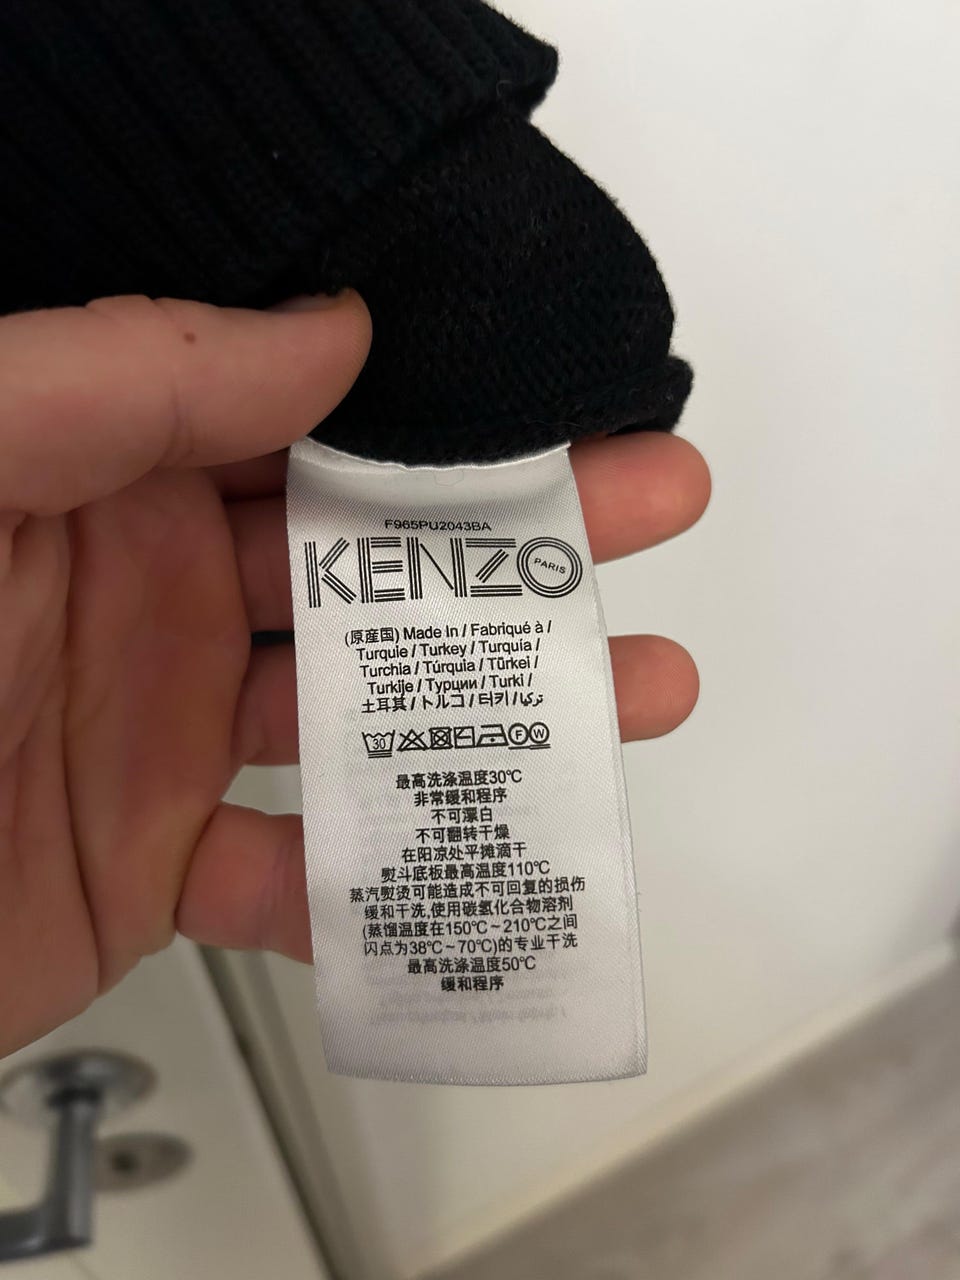 F965PU2043BA
KENZO
PARIS
(原産国) Made In / Fabriqué à /
Turquie / Turkey / Turquía /
Turchia / Túrquia / Türkei /
Turkije / Турции / Turki /
土耳其 / トルコ / 터키 / تركيا
30 F W
最高洗涤温度30℃
非常缓和程序
不可漂白
不可翻转干燥
在阳凉处平摊滴干
熨斗底板最高温度110℃
蒸汽熨烫可能造成不可回复的损伤
缓和干洗,使用碳氢化合物溶剂
(蒸馏温度在150℃~210℃之间
闪点为38℃~70℃)的专业干洗
最高洗涤温度50℃
缓和程序